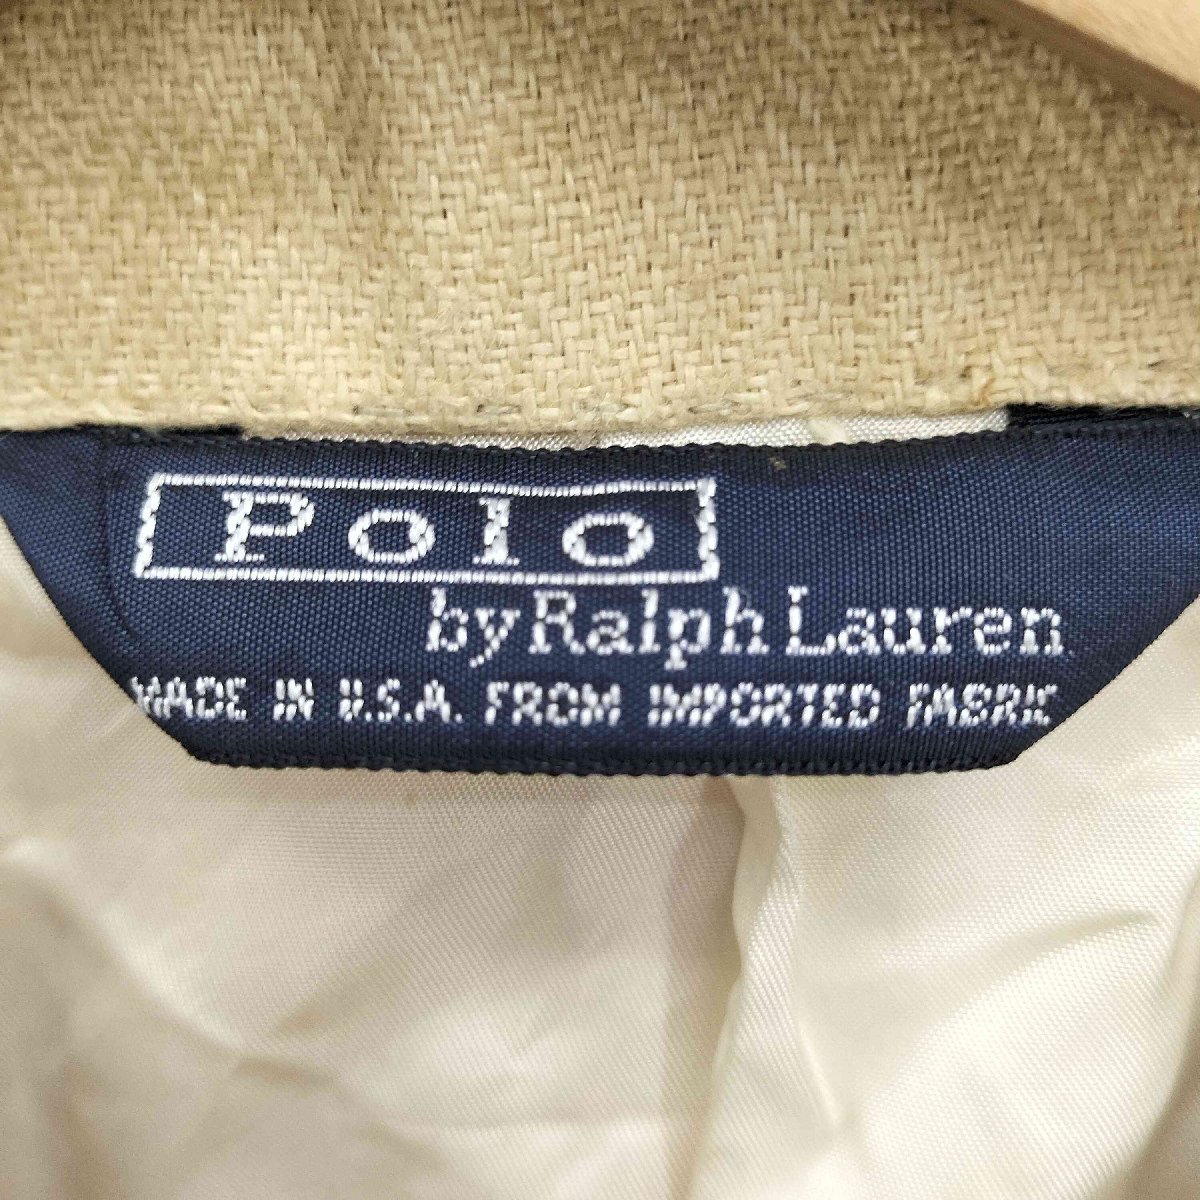 Polo
by Ralph Lauren
MADE IN U.S.A. FROM IMPORTED FABRIC